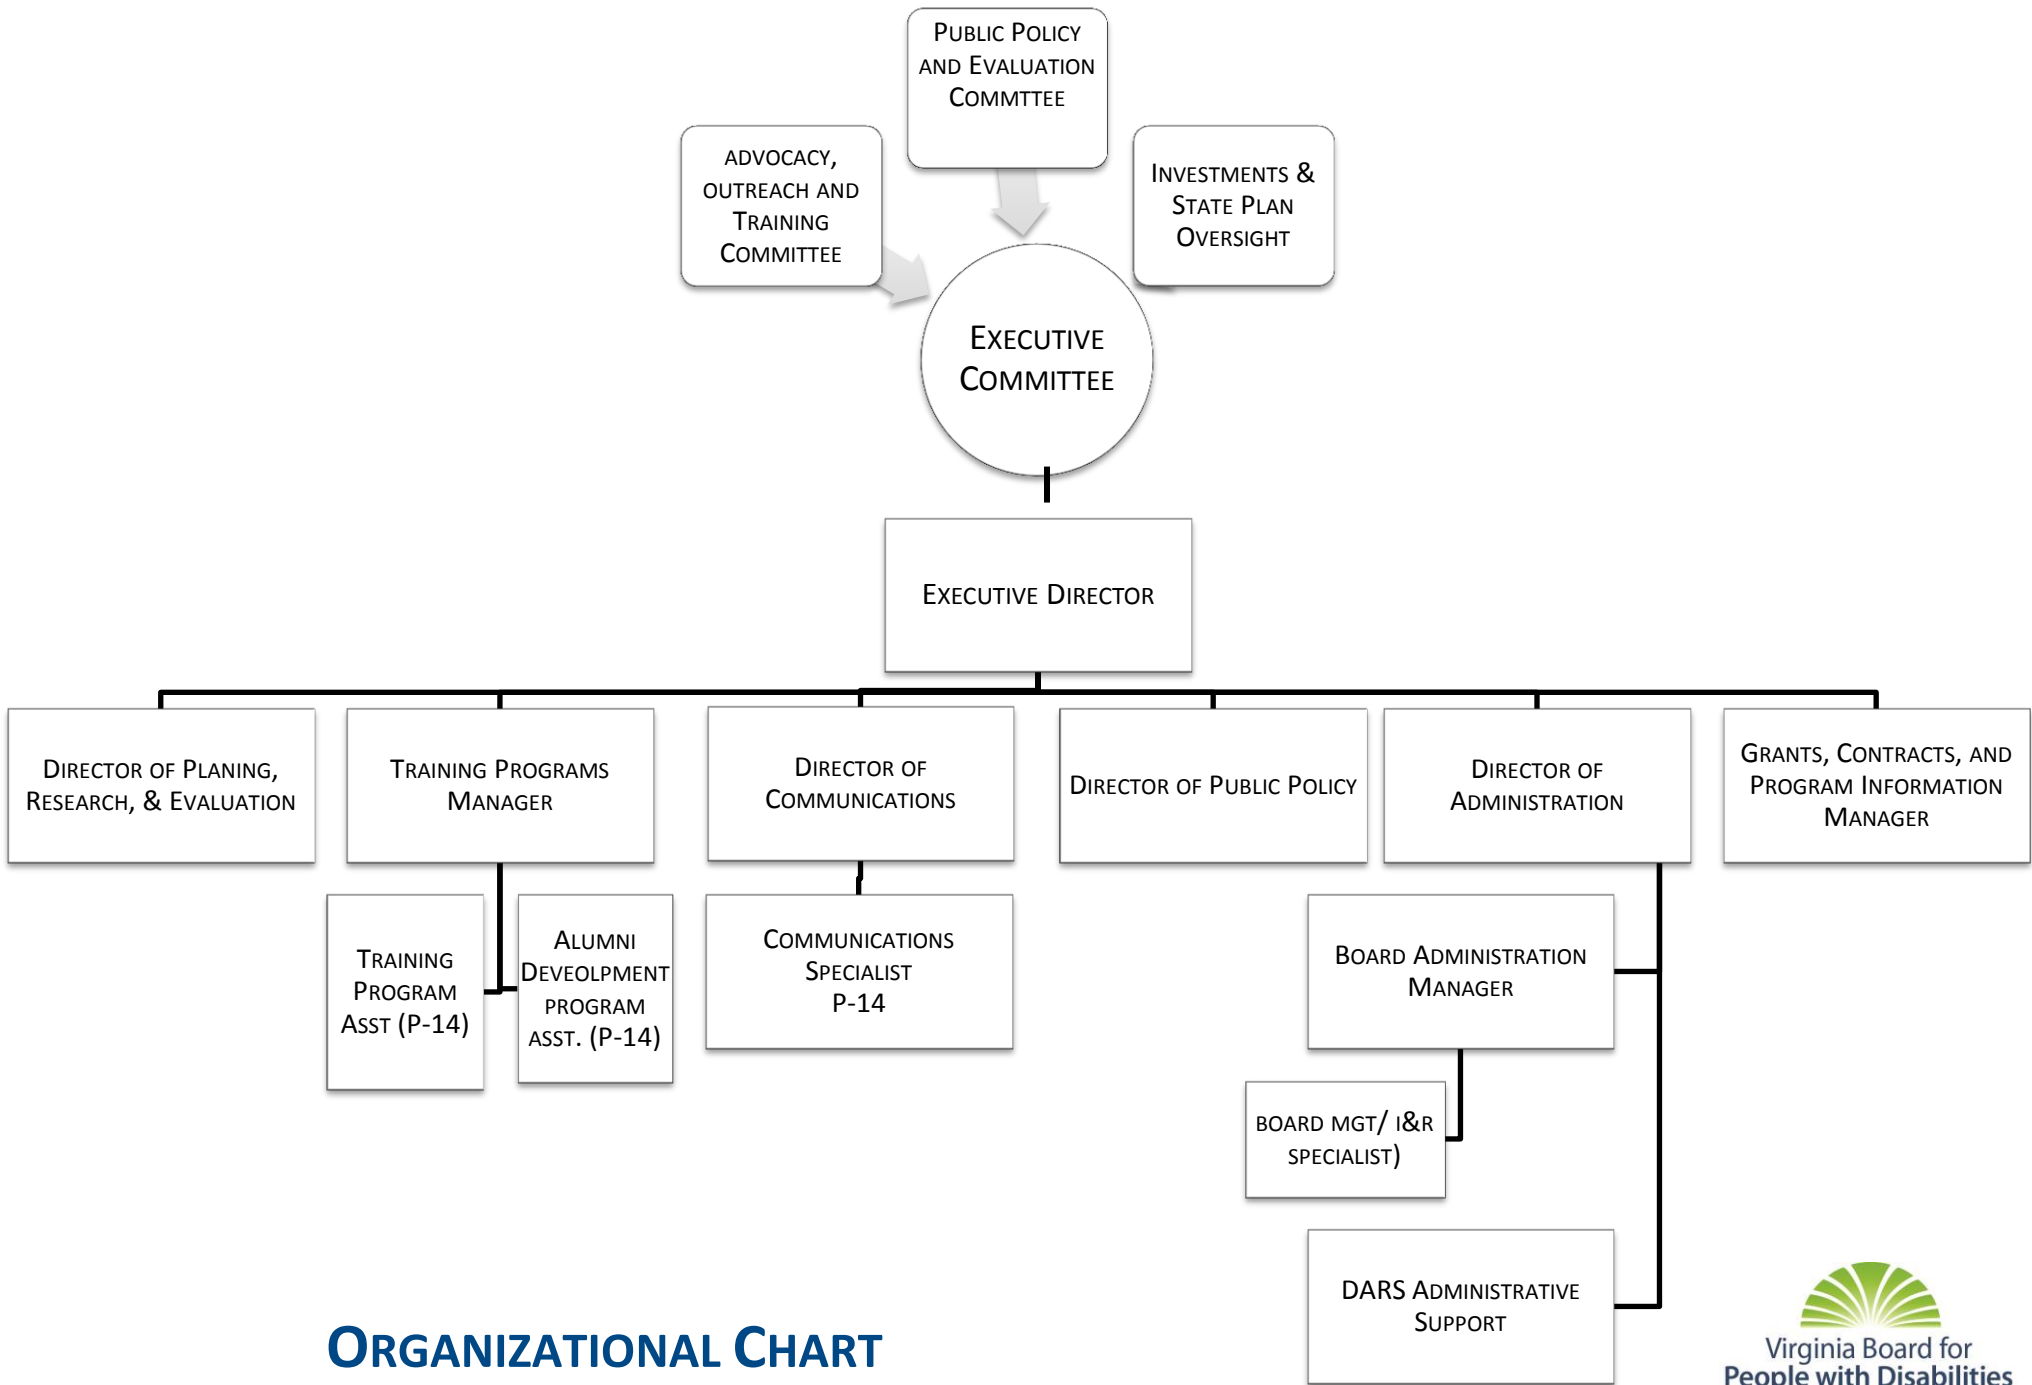 PUBLIC POLICY
AND EVALUATION
COMMTTEE
ADVOCACY,
OUTREACH AND
TRAINING
COMMITTEE
INVESTMENTS &
STATE PLAN
OVERSIGHT
EXECUTIVE
COMMITTEE
EXECUTIVE DIRECTOR
DIRECTOR OF PLANING,
RESEARCH, & EVALUATION
TRAINING PROGRAMS
MANAGER
DIRECTOR OF
COMMUNICATIONS
DIRECTOR OF PUBLIC POLICY
DIRECTOR OF
ADMINISTRATION
GRANTS, CONTRACTS, AND
PROGRAM INFORMATION
MANAGER
TRAINING
PROGRAM
ASST (P-14)
ALUMNI
DEVEOLPMENT
PROGRAM
ASST. (P-14)
COMMUNICATIONS
SPECIALIST
P-14
BOARD ADMINISTRATION
MANAGER
BOARD MGT/ I&R
SPECIALIST)
DARS ADMINISTRATIVE
SUPPORT
ORGANIZATIONAL CHART
Virginia Board for
People with Disabilities